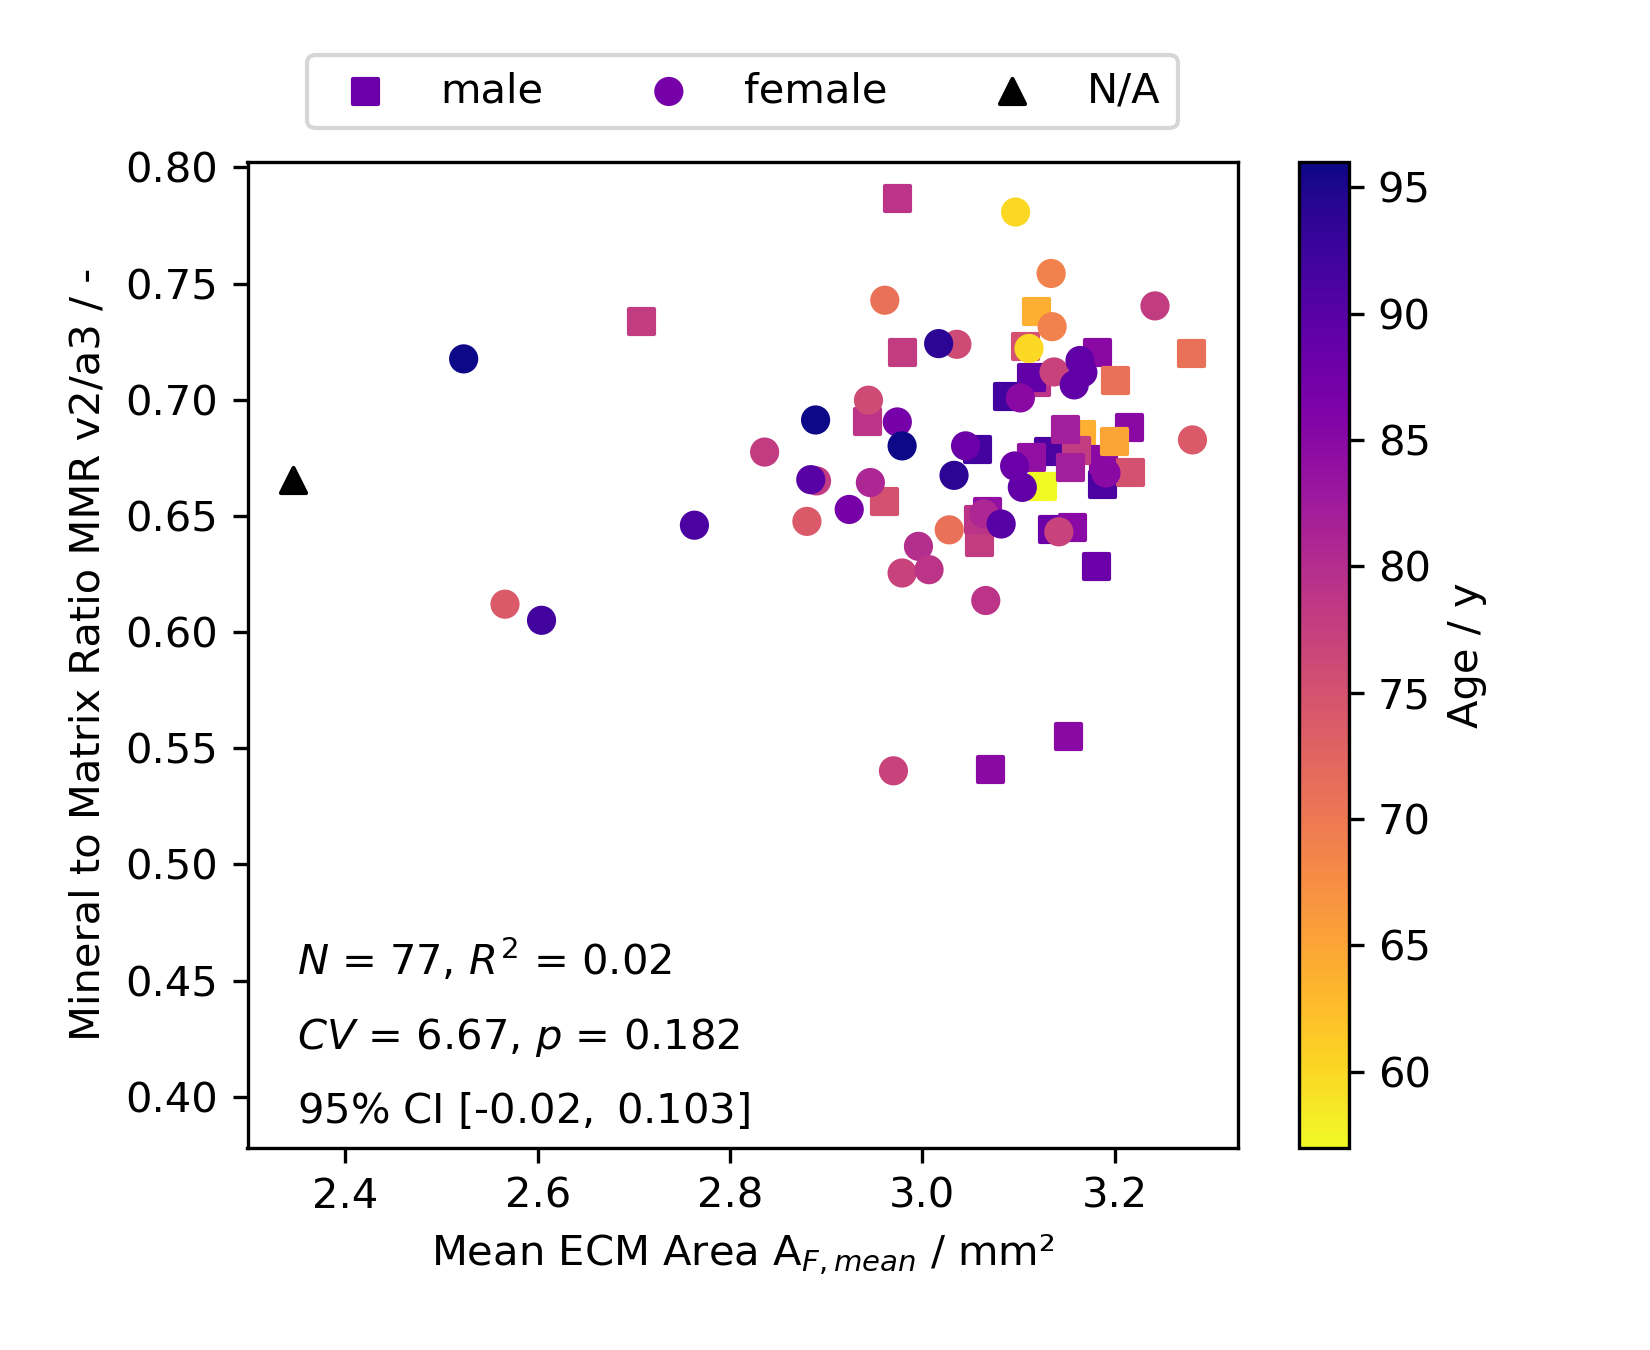 male female N/A
0.80
0.75
0.70
0.65
0.60
0.55
0.50
0.45
0.40
Mineral to Matrix Ratio MMR v2/a3 / -
N = 77, R² = 0.02
CV = 6.67, p = 0.182
95% CI [-0.02, 0.103]
2.4 2.6 2.8 3.0 3.2
Mean ECM Area A_{F,mean} / mm²
95
90
85
80
75
70
65
60
Age / y